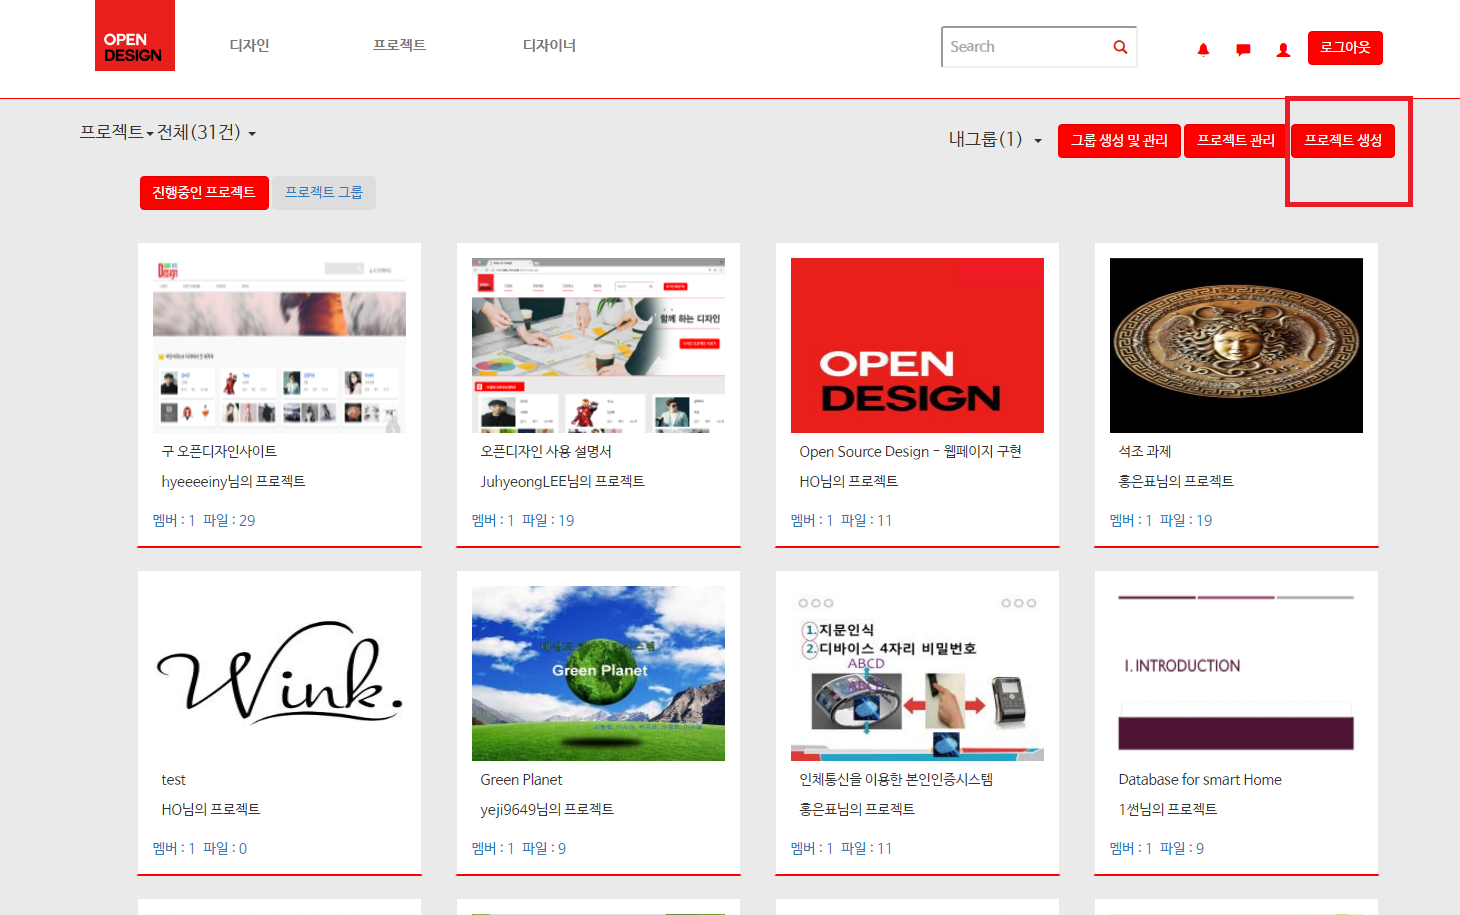 OPEN
DESIGN
디자인
프로젝트
디자이너
Search
로그아웃
프로젝트 전체(31건)
내그룹(1)
그룹 생성 및 관리
프로젝트 관리
프로젝트 생성
진행중인 프로젝트
프로젝트 그룹
Design
함께 하는 디자인
OPEN
DESIGN
구 오픈디자인사이트
hyeeeeiny님의 프로젝트
멤버 : 1 파일 : 29
오픈디자인 사용 설명서
JuhyeongLEE님의 프로젝트
멤버 : 1 파일 : 19
Open Source Design - 웹페이지 구현
HO님의 프로젝트
멤버 : 1 파일 : 11
석조 과제
홍은표님의 프로젝트
멤버 : 1 파일 : 19
Wink.
Green Planet
1.지문인식
2.디바이스 4자리 비밀번호
ABCD
ABCD
I. INTRODUCTION
test
HO님의 프로젝트
멤버 : 1 파일 : 0
Green Planet
yeji9649님의 프로젝트
멤버 : 1 파일 : 9
인체통신을 이용한 본인인증시스템
홍은표님의 프로젝트
멤버 : 1 파일 : 11
Database for smart Home
1썬님의 프로젝트
멤버 : 1 파일 : 9